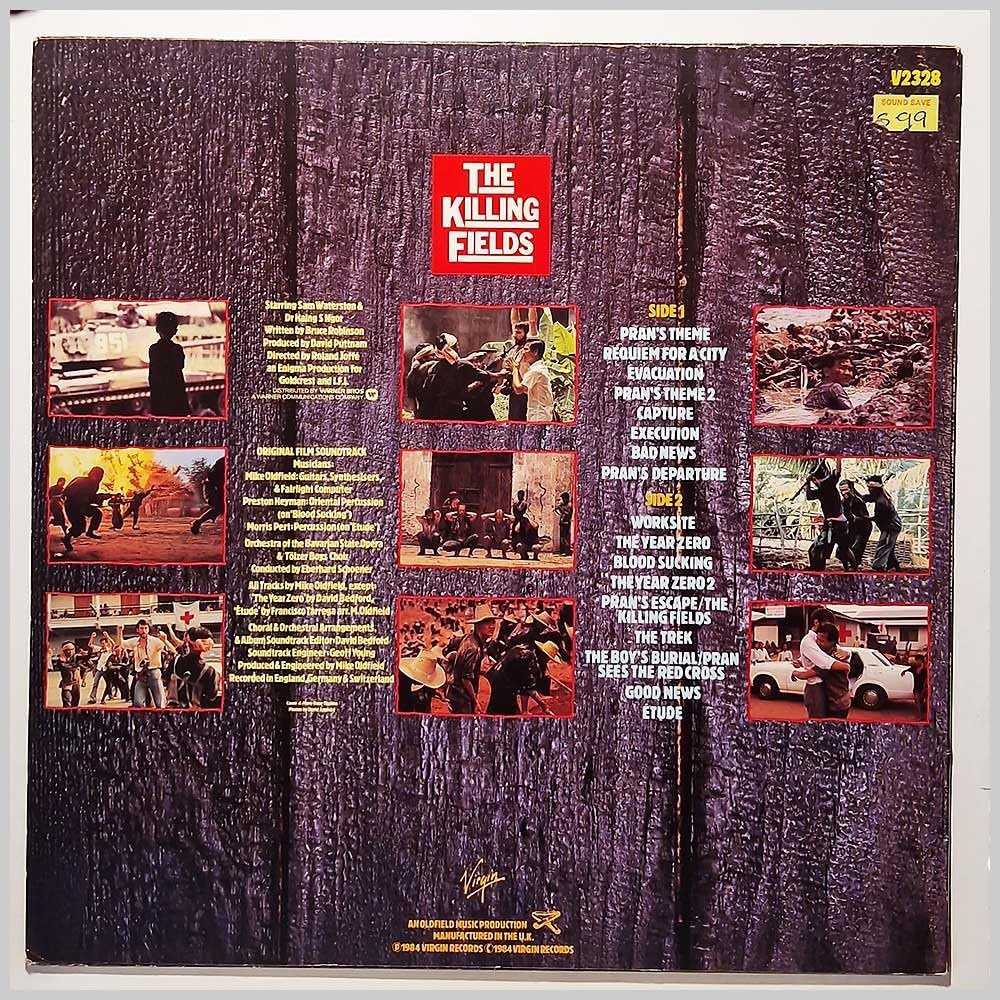 V2328
SOUND SAVE
5 99
THE
KILLING
FIELDS
951
Starring Sam Waterston &
Dr Haing S Ngor
Written by Bruce Robinson
Produced by David Puttnam
Directed by Roland Joffé
an Enigma Production For
Goldcrest and I.F.I.
DISTRIBUTED BY WARNER BROS
A WARNER COMMUNICATIONS COMPANY
ORIGINAL FILM SOUNDTRACK
Musicians:
Mike Oldfield: Guitars, Synthesisers,
& Fairlight Computer
Preston Heyman: Oriental Percussion
(on 'Blood Sucking')
Morris Pert: Percussion (on 'Etude')
Orchestra of the Bavarian State Opera
& Tölzer Boys Choir
Conducted by Eberhard Schoener
All Tracks by Mike Oldfield, except:
'The Year Zero' by David Bedford,
'Etude' by Francisco Tárrega arr. M. Oldfield
Choral & Orchestral Arrangements,
& Album Soundtrack Editor: David Bedford
Soundtrack Engineer: Geoff Young
Produced & Engineered by Mike Oldfield
Recorded in England, Germany & Switzerland
SIDE 1
PRAN'S THEME
REQUIEM FOR A CITY
EVACUATION
PRAN'S THEME 2
CAPTURE
EXECUTION
BAD NEWS
PRAN'S DEPARTURE
SIDE 2
WORKSITE
THE YEAR ZERO
BLOOD SUCKING
THE YEAR ZERO 2
PRAN'S ESCAPE/THE
KILLING FIELDS
THE TREK
THE BOY'S BURIAL/PRAN
SEES THE RED CROSS
GOOD NEWS
ETUDE
Virgin
AN OLDFIELD MUSIC PRODUCTION
MANUFACTURED IN THE U.K.
℗ 1984 VIRGIN RECORDS © 1984 VIRGIN RECORDS